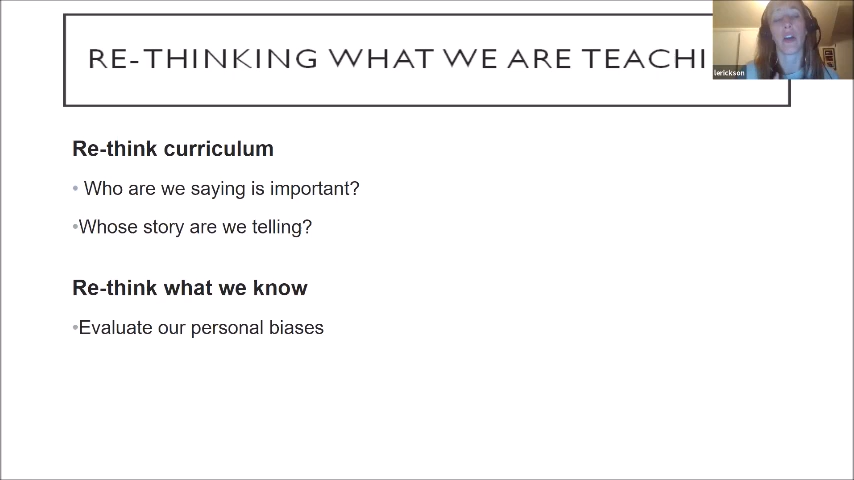 RE-THINKING WHAT WE ARE TEACHI
lerickson
Re-think curriculum
• Who are we saying is important?
•Whose story are we telling?
Re-think what we know
•Evaluate our personal biases